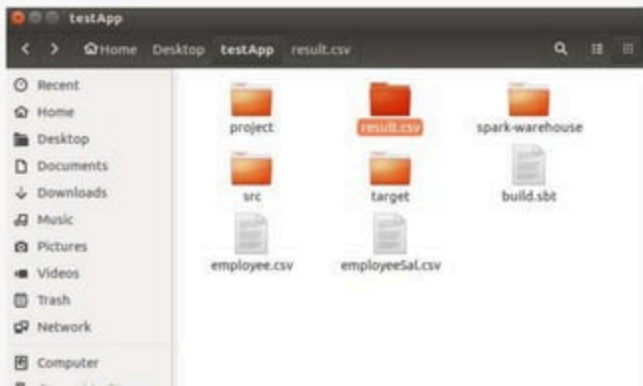 testApp
Home Desktop testApp result.csv
Recent
Home
Desktop
Documents
Downloads
Music
Pictures
Videos
Trash
Network
Computer
project result.csv spark-warehouse
src target build.sbt
employee.csv employeeSal.csv